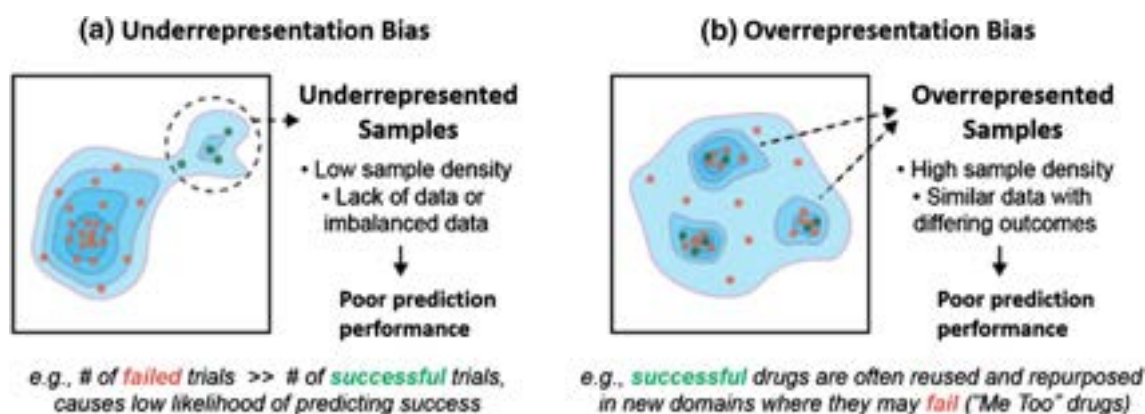 (a) Underrepresentation Bias
Underrepresented
Samples
• Low sample density
• Lack of data or
imbalanced data
Poor prediction
performance
e.g., # of failed trials >> # of successful trials,
causes low likelihood of predicting success
(b) Overrepresentation Bias
Overrepresented
Samples
• High sample density
• Similar data with
differing outcomes
Poor prediction
performance
e.g., successful drugs are often reused and repurposed
in new domains where they may fail ("Me Too" drugs)